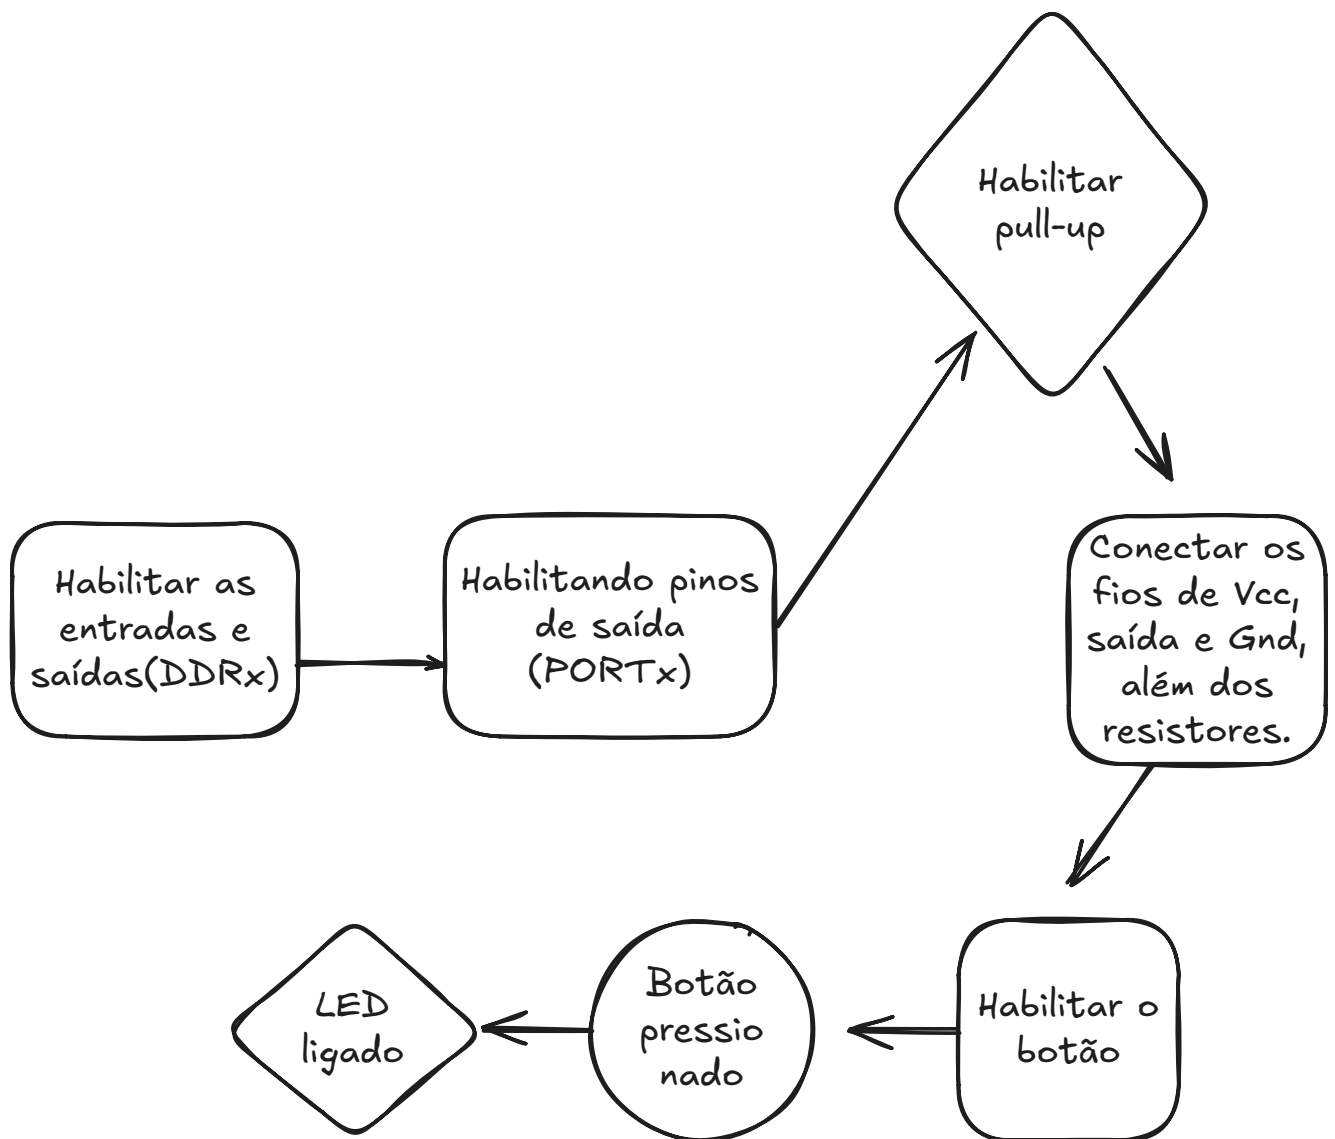 Habilitar as
entradas e
saídas(DDRx)
Habilitando pinos
de saída
(PORTx)
Habilitar
pull-up
Conectar os
fios de Vcc,
saída e Gnd,
além dos
resistores.
Habilitar o
botão
Botão
pressio
nado
LED
ligado